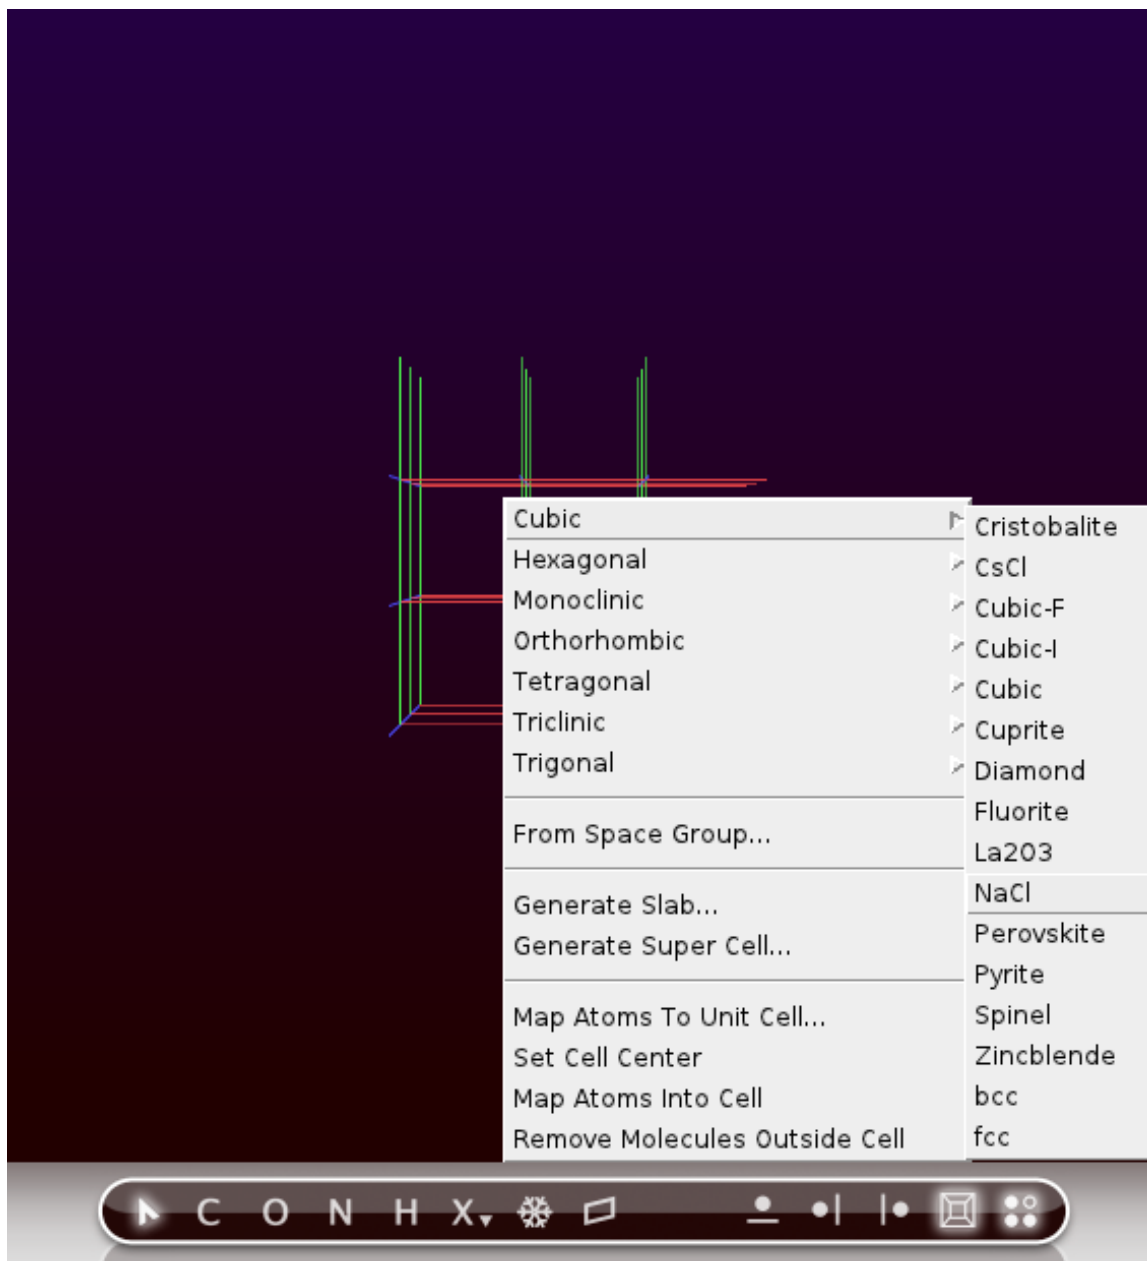 Cubic
Hexagonal
Monoclinic
Orthorhombic
Tetragonal
Triclinic
Trigonal
From Space Group...
Generate Slab...
Generate Super Cell...
Map Atoms To Unit Cell...
Set Cell Center
Map Atoms Into Cell
Remove Molecules Outside Cell
Cristobalite
CsCl
Cubic-F
Cubic-I
Cubic
Cuprite
Diamond
Fluorite
La2O3
NaCl
Perovskite
Pyrite
Spinel
Zincblende
bcc
fcc
C O N H X